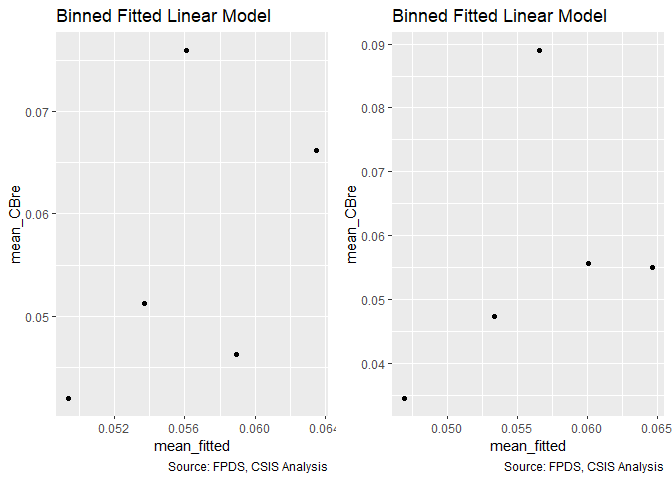 Binned Fitted Linear Model
mean_CBre
0.07
0.06
0.05
0.052
0.056
0.060
0.064
mean_fitted
Source: FPDS, CSIS Analysis
Binned Fitted Linear Model
mean_CBre
0.09
0.08
0.07
0.06
0.05
0.04
0.050
0.055
0.060
0.065
mean_fitted
Source: FPDS, CSIS Analysis